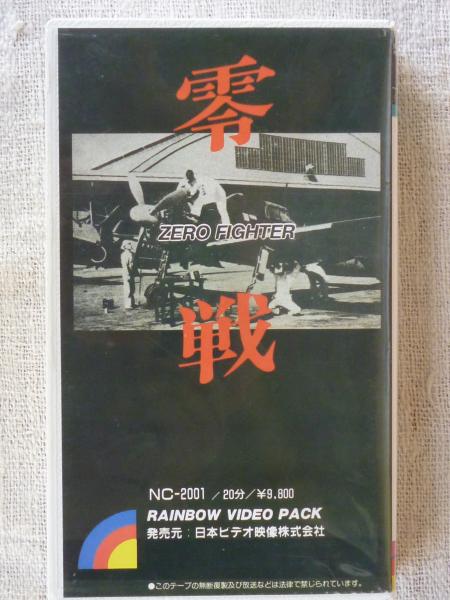 零
ZERO FIGHTER
戦
NC-2001 / 20分/¥9,800
RAINBOW VIDEO PACK
発売元:日本ビデオ映像株式会社
●このテープの無断複製及び放送などは法律で禁じられています。